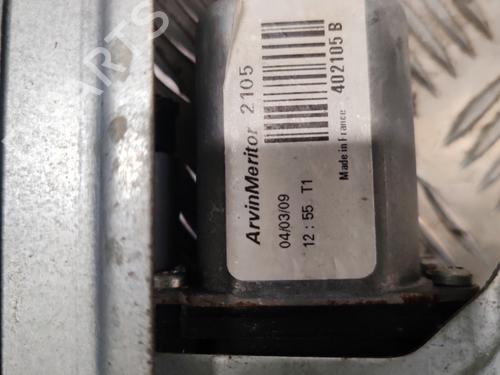 ArvinMeritor 2105
402105 B
04/03/09
12 : 55 T1
Made in France